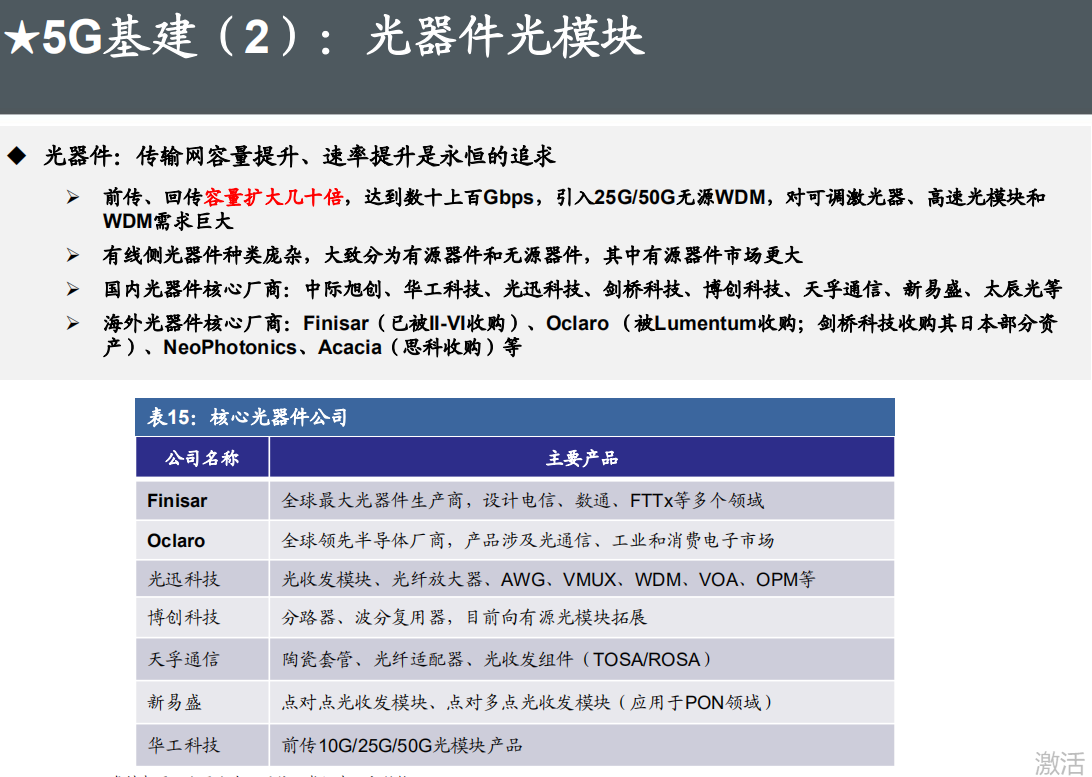 ★5G基建（2）：光器件光模块
◆ 光器件：传输网容量提升、速率提升是永恒的追求
➢ 前传、回传容量扩大几十倍，达到数十上百Gbps，引入25G/50G无源WDM，对可调激光器、高速光模块和
WDM需求巨大
➢ 有线侧光器件种类庞杂，大致分为有源器件和无源器件，其中有源器件市场更大
➢ 国内光器件核心厂商：中际旭创、华工科技、光迅科技、剑桥科技、博创科技、天孚通信、新易盛、太辰光等
➢ 海外光器件核心厂商：Finisar（已被II-VI收购）、Oclaro（被Lumentum收购；剑桥科技收购其日本部分资
产）、NeoPhotonics、Acacia（思科收购）等
表15：核心光器件公司
公司名称 主要产品
Finisar 全球最大光器件生产商，设计电信、数通、FTTx等多个领域
Oclaro 全球领先半导体厂商，产品涉及光通信、工业和消费电子市场
光迅科技 光收发模块、光纤放大器、AWG、VMUX、WDM、VOA、OPM等
博创科技 分路器、波分复用器，目前向有源光模块拓展
天孚通信 陶瓷套管、光纤适配器、光收发组件（TOSA/ROSA）
新易盛 点对点光收发模块、点对多点光收发模块（应用于PON领域）
华工科技 前传10G/25G/50G光模块产品
激活